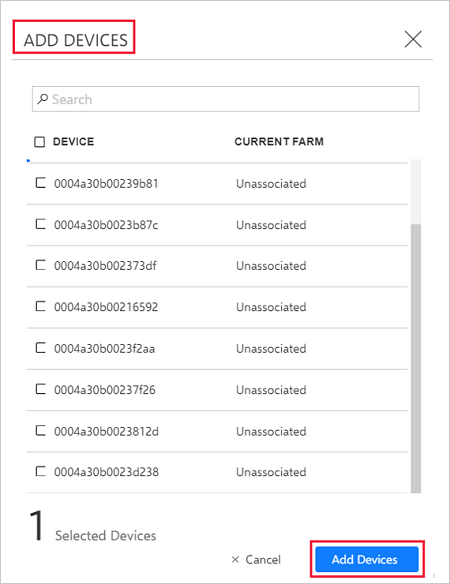 ADD DEVICES
Search
DEVICE CURRENT FARM
0004a30b00239b81 Unassociated
0004a30b0023b87c Unassociated
0004a30b002373df Unassociated
0004a30b00216592 Unassociated
0004a30b0023f2aa Unassociated
0004a30b00237f26 Unassociated
0004a30b0023812d Unassociated
0004a30b0023d238 Unassociated
1 Selected Devices
Cancel Add Devices